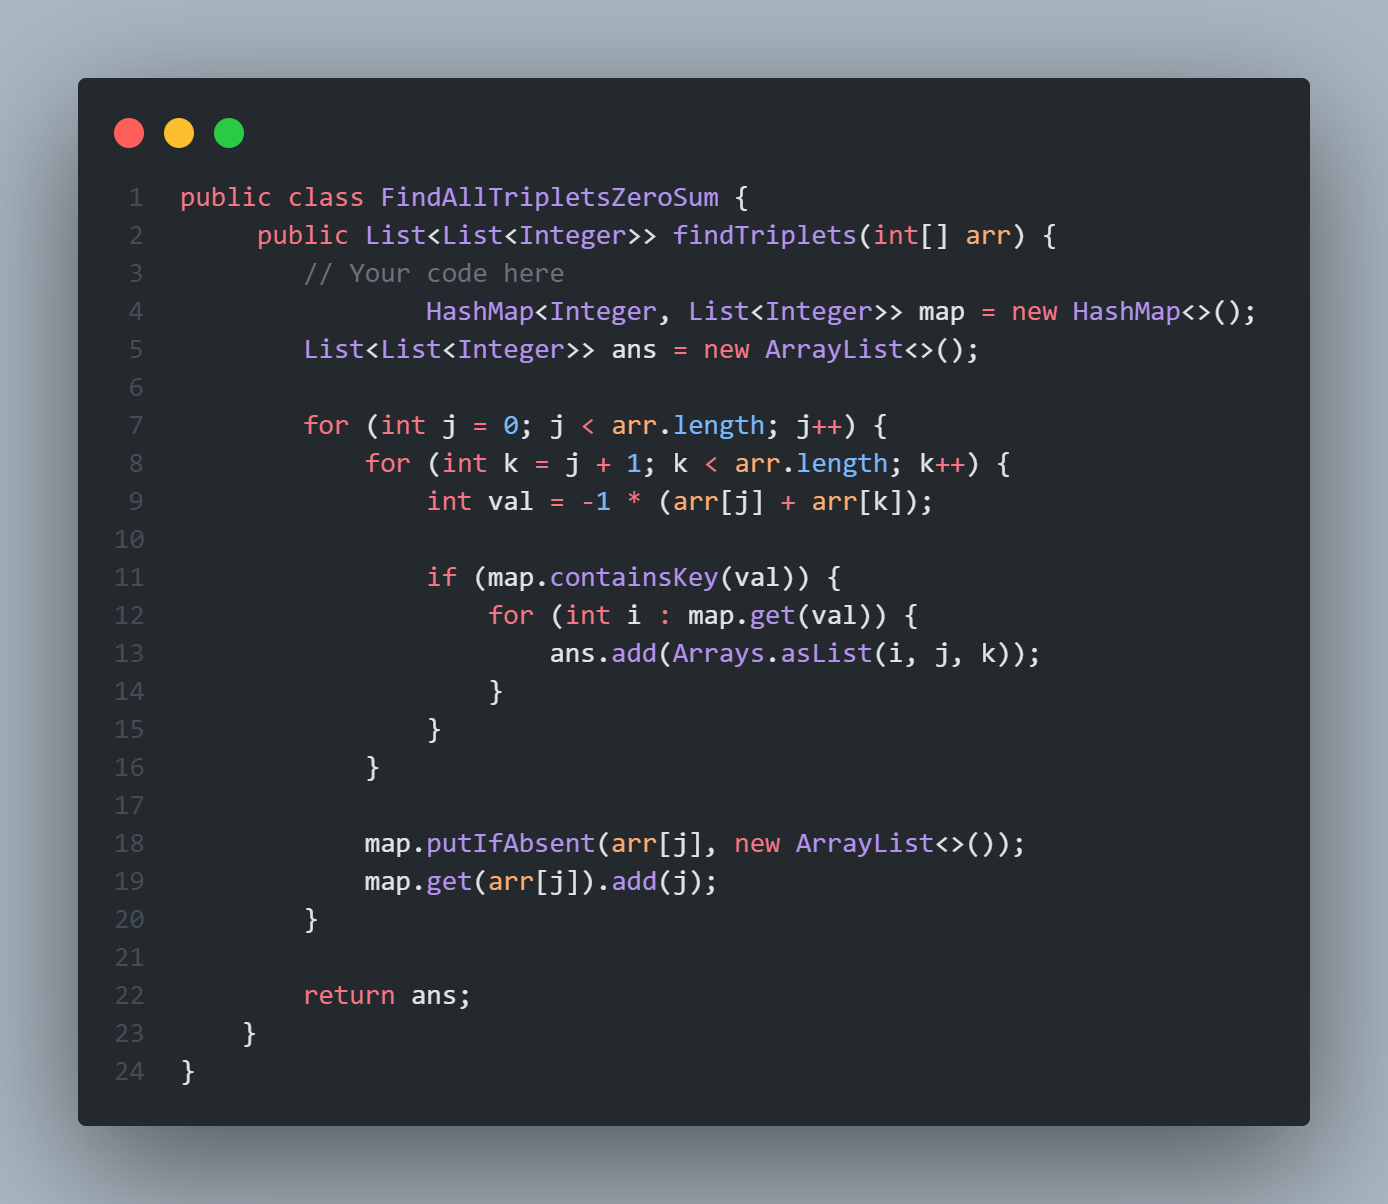 1 public class FindAllTripletsZeroSum {
2      public List<List<Integer>> findTriplets(int[] arr) {
3         // Your code here
4                 HashMap<Integer, List<Integer>> map = new HashMap<>();
5         List<List<Integer>> ans = new ArrayList<>();
6
7         for (int j = 0; j < arr.length; j++) {
8             for (int k = j + 1; k < arr.length; k++) {
9                 int val = -1 * (arr[j] + arr[k]);
10
11                 if (map.containsKey(val)) {
12                     for (int i : map.get(val)) {
13                         ans.add(Arrays.asList(i, j, k));
14                     }
15                 }
16             }
17
18             map.putIfAbsent(arr[j], new ArrayList<>());
19             map.get(arr[j]).add(j);
20         }
21
22         return ans;
23     }
24 }